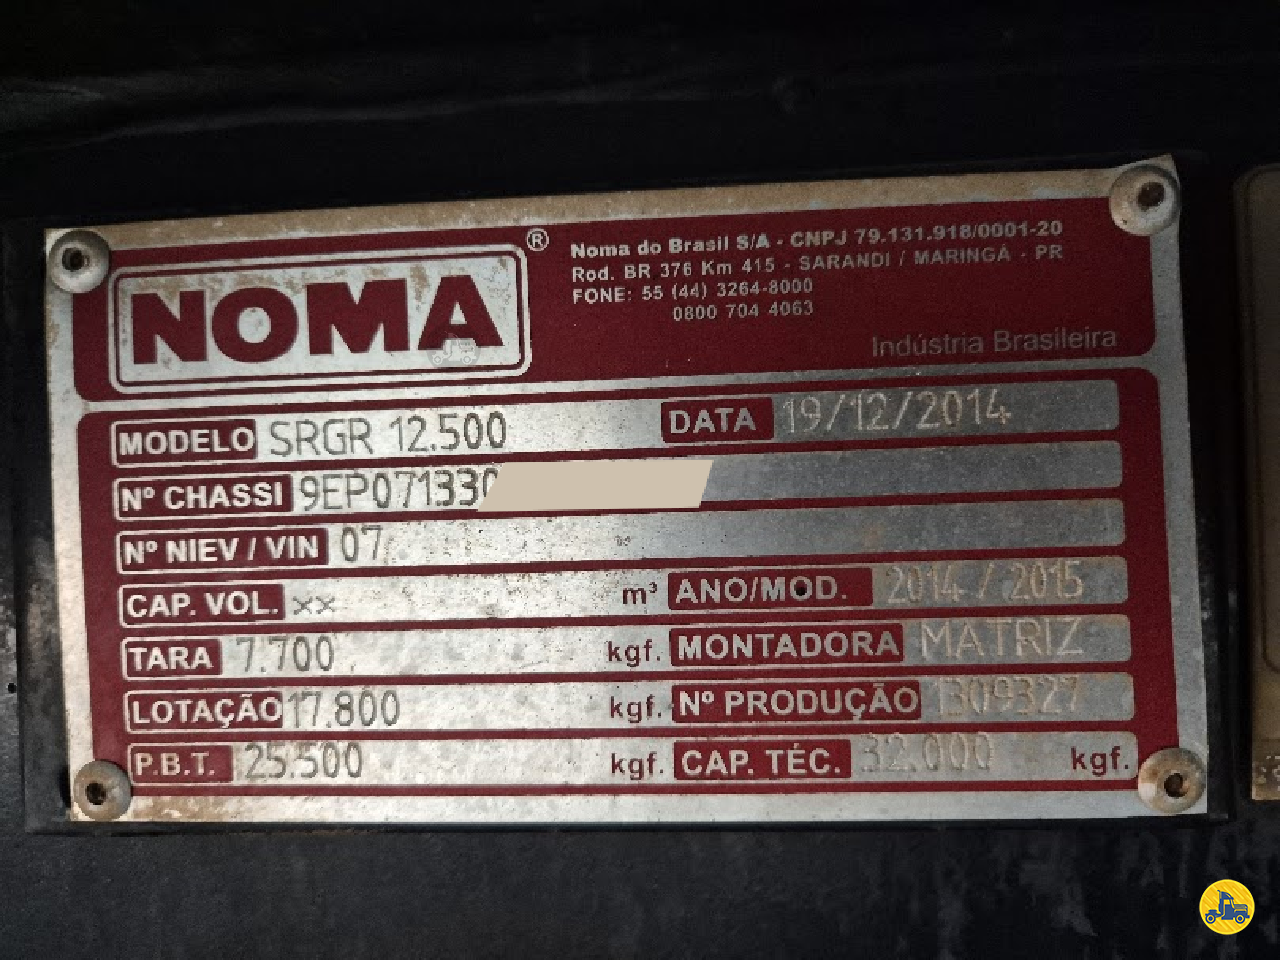 NOMA ®
Noma do Brasil S/A - CNPJ 79.131.918/0001-20
Rod. BR 376 Km 415 - SARANDI / MARINGÁ - PR
FONE: 55 (44) 3264-8000
0800 704 4063
Indústria Brasileira
MODELO SRGR 12.500 DATA 19/12/2014
Nº CHASSI 9EP071330
Nº NIEV / VIN 07
CAP. VOL. xx m³ ANO/MOD. 2014 / 2015
TARA 7.700 kgf. MONTADORA MATRIZ
LOTAÇÃO 17.800 kgf. Nº PRODUÇÃO 1309327
P.B.T. 25.500 kgf. CAP. TÉC. 32.000 kgf.